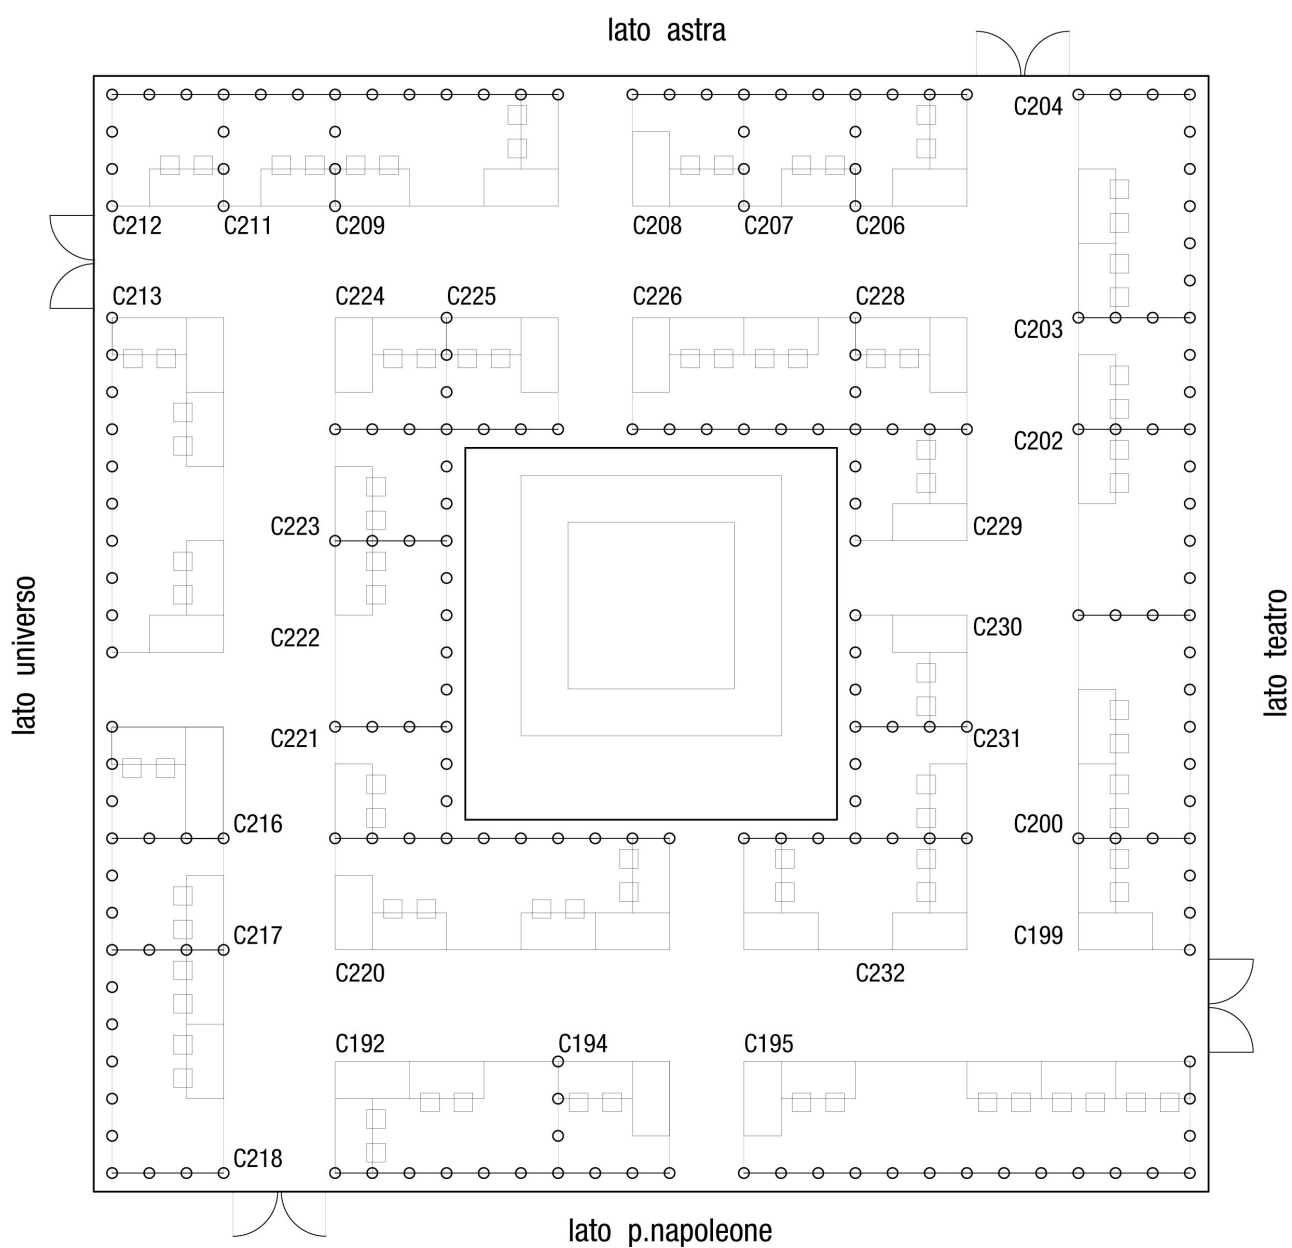 lato astra
C204
C212
C211
C209
C208
C207
C206
C213
C224
C225
C226
C228
C203
C202
C223
C229
lato universo
lato teatro
C222
C230
C221
C231
C216
C200
C217
C199
C220
C232
C192
C194
C195
C218
lato p.napoleone